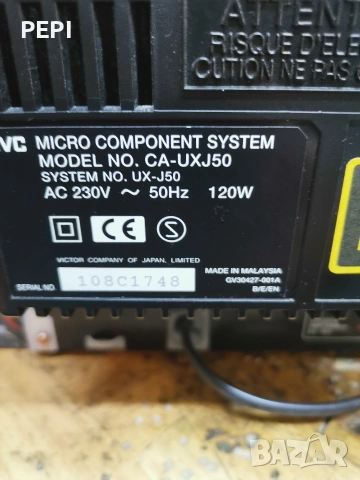 PEPI
ATTENT
RISQUE D'ELE
CUTION NE PAS
VC MICRO COMPONENT SYSTEM
MODEL NO. CA-UXJ50
SYSTEM NO. UX-J50
AC 230V ~ 50Hz 120W
CE S
VICTOR COMPANY OF JAPAN, LIMITED
SERIAL NO 108C1748
MADE IN MALAYSIA
GV30427-001A
B/E/EN
BAZAR